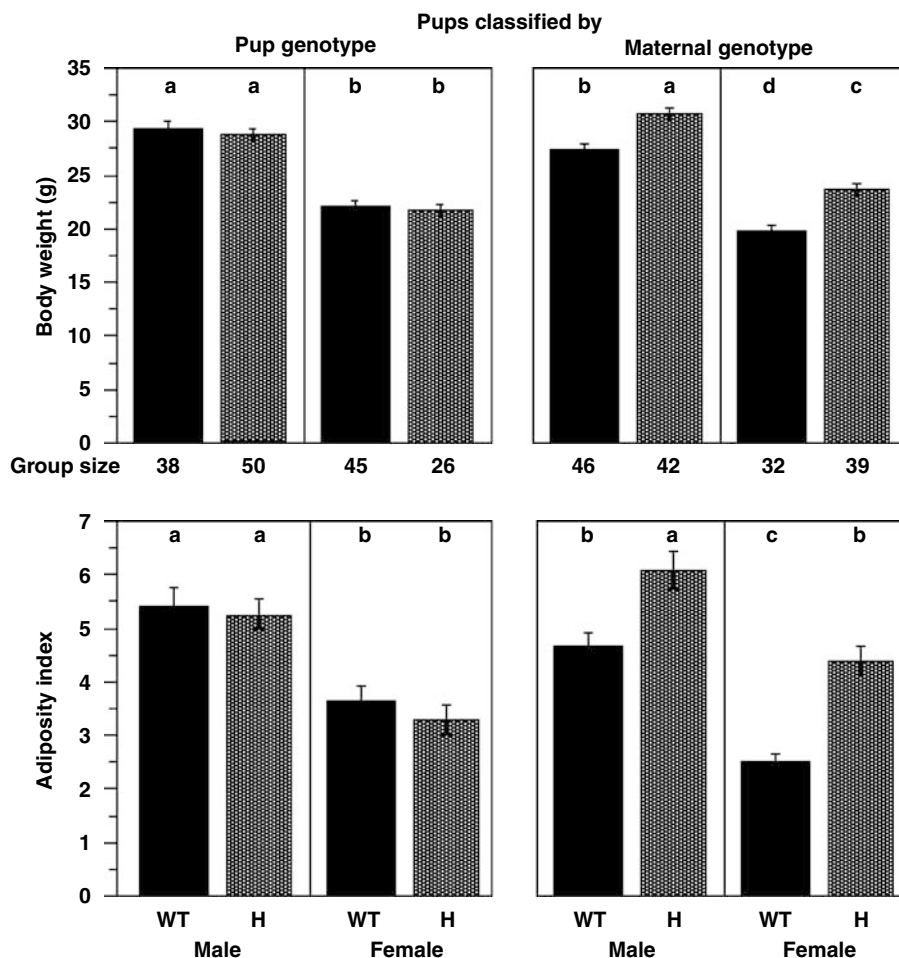 Pups classified by
Pup genotype
Maternal genotype
Body weight (g)
35
30
25
20
15
10
5
0
a a b b
b a d c
Group size 38 50 45 26 46 42 32 39
Adiposity index
7
6
5
4
3
2
1
0
a a b b
b a c b
WT H WT H WT H WT H
Male Female Male Female